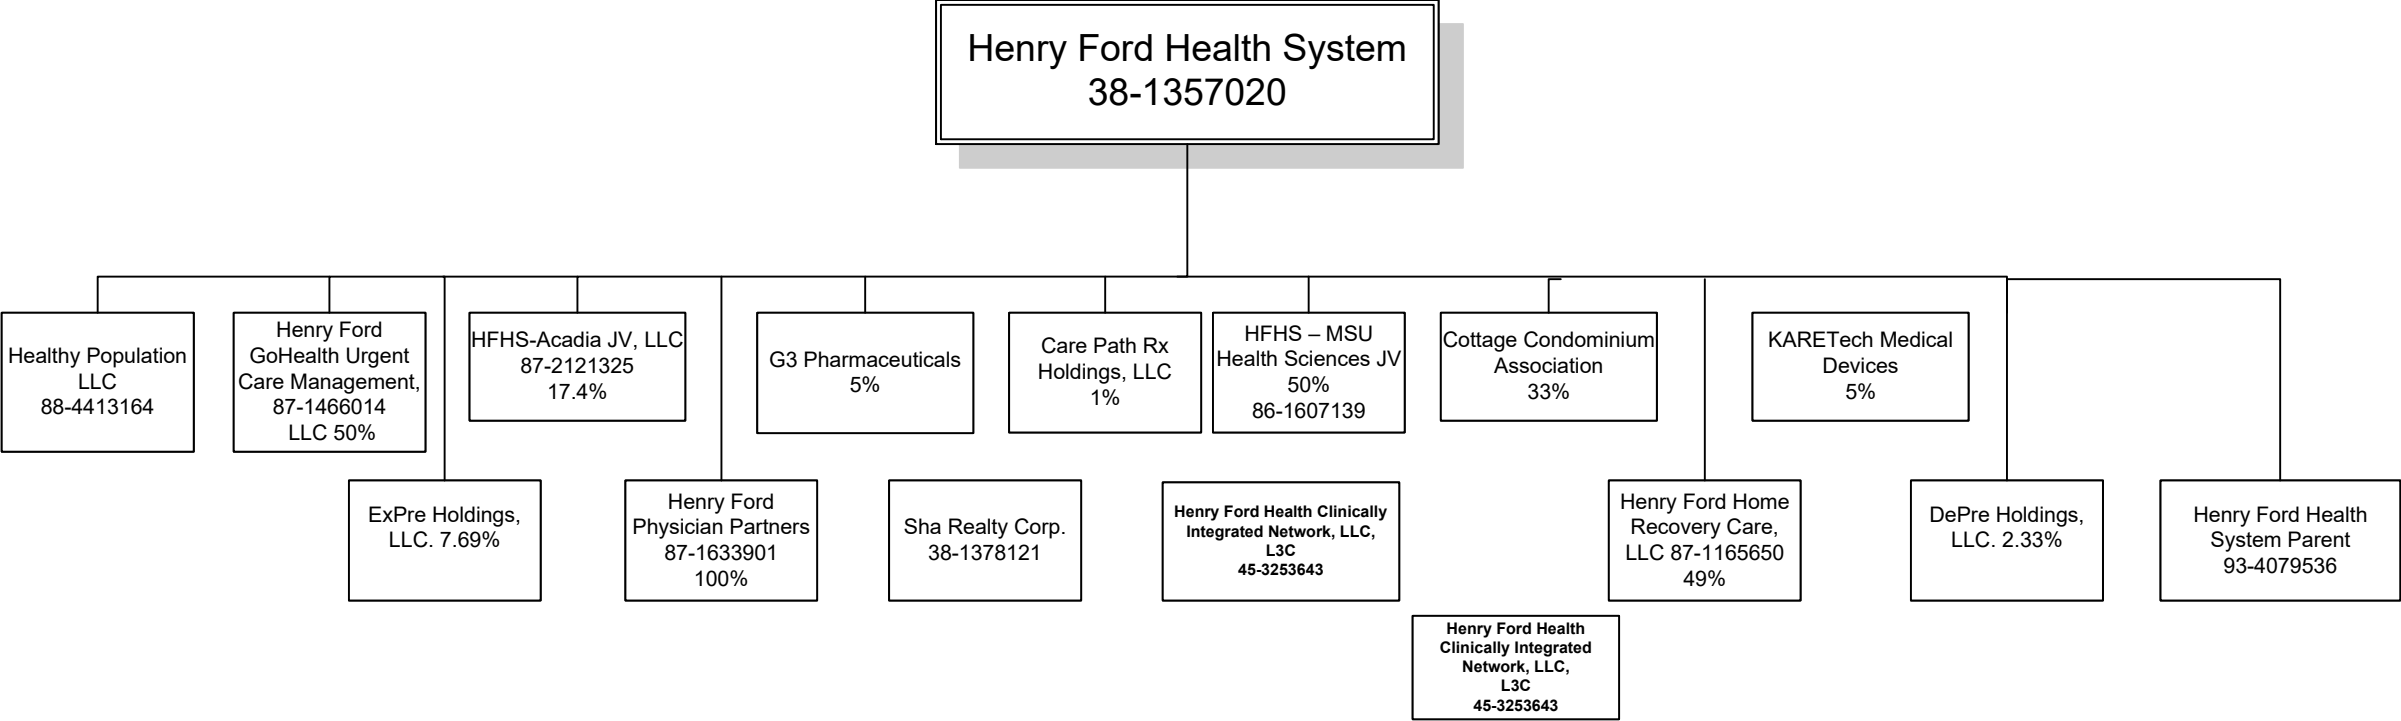 Henry Ford Health System
38-1357020
Healthy Population
LLC
88-4413164
Henry Ford
GoHealth Urgent
Care Management,
87-1466014
LLC 50%
HFHS-Acadia JV, LLC
87-2121325
17.4%
G3 Pharmaceuticals
5%
Care Path Rx
Holdings, LLC
1%
HFHS – MSU
Health Sciences JV
50%
86-1607139
Cottage Condominium
Association
33%
KARETech Medical
Devices
5%
ExPre Holdings,
LLC. 7.69%
Henry Ford
Physician Partners
87-1633901
100%
Sha Realty Corp.
38-1378121
Henry Ford Health Clinically
Integrated Network, LLC,
L3C
45-3253643
Henry Ford Home
Recovery Care,
LLC 87-1165650
49%
DePre Holdings,
LLC. 2.33%
Henry Ford Health
System Parent
93-4079536
Henry Ford Health
Clinically Integrated
Network, LLC,
L3C
45-3253643